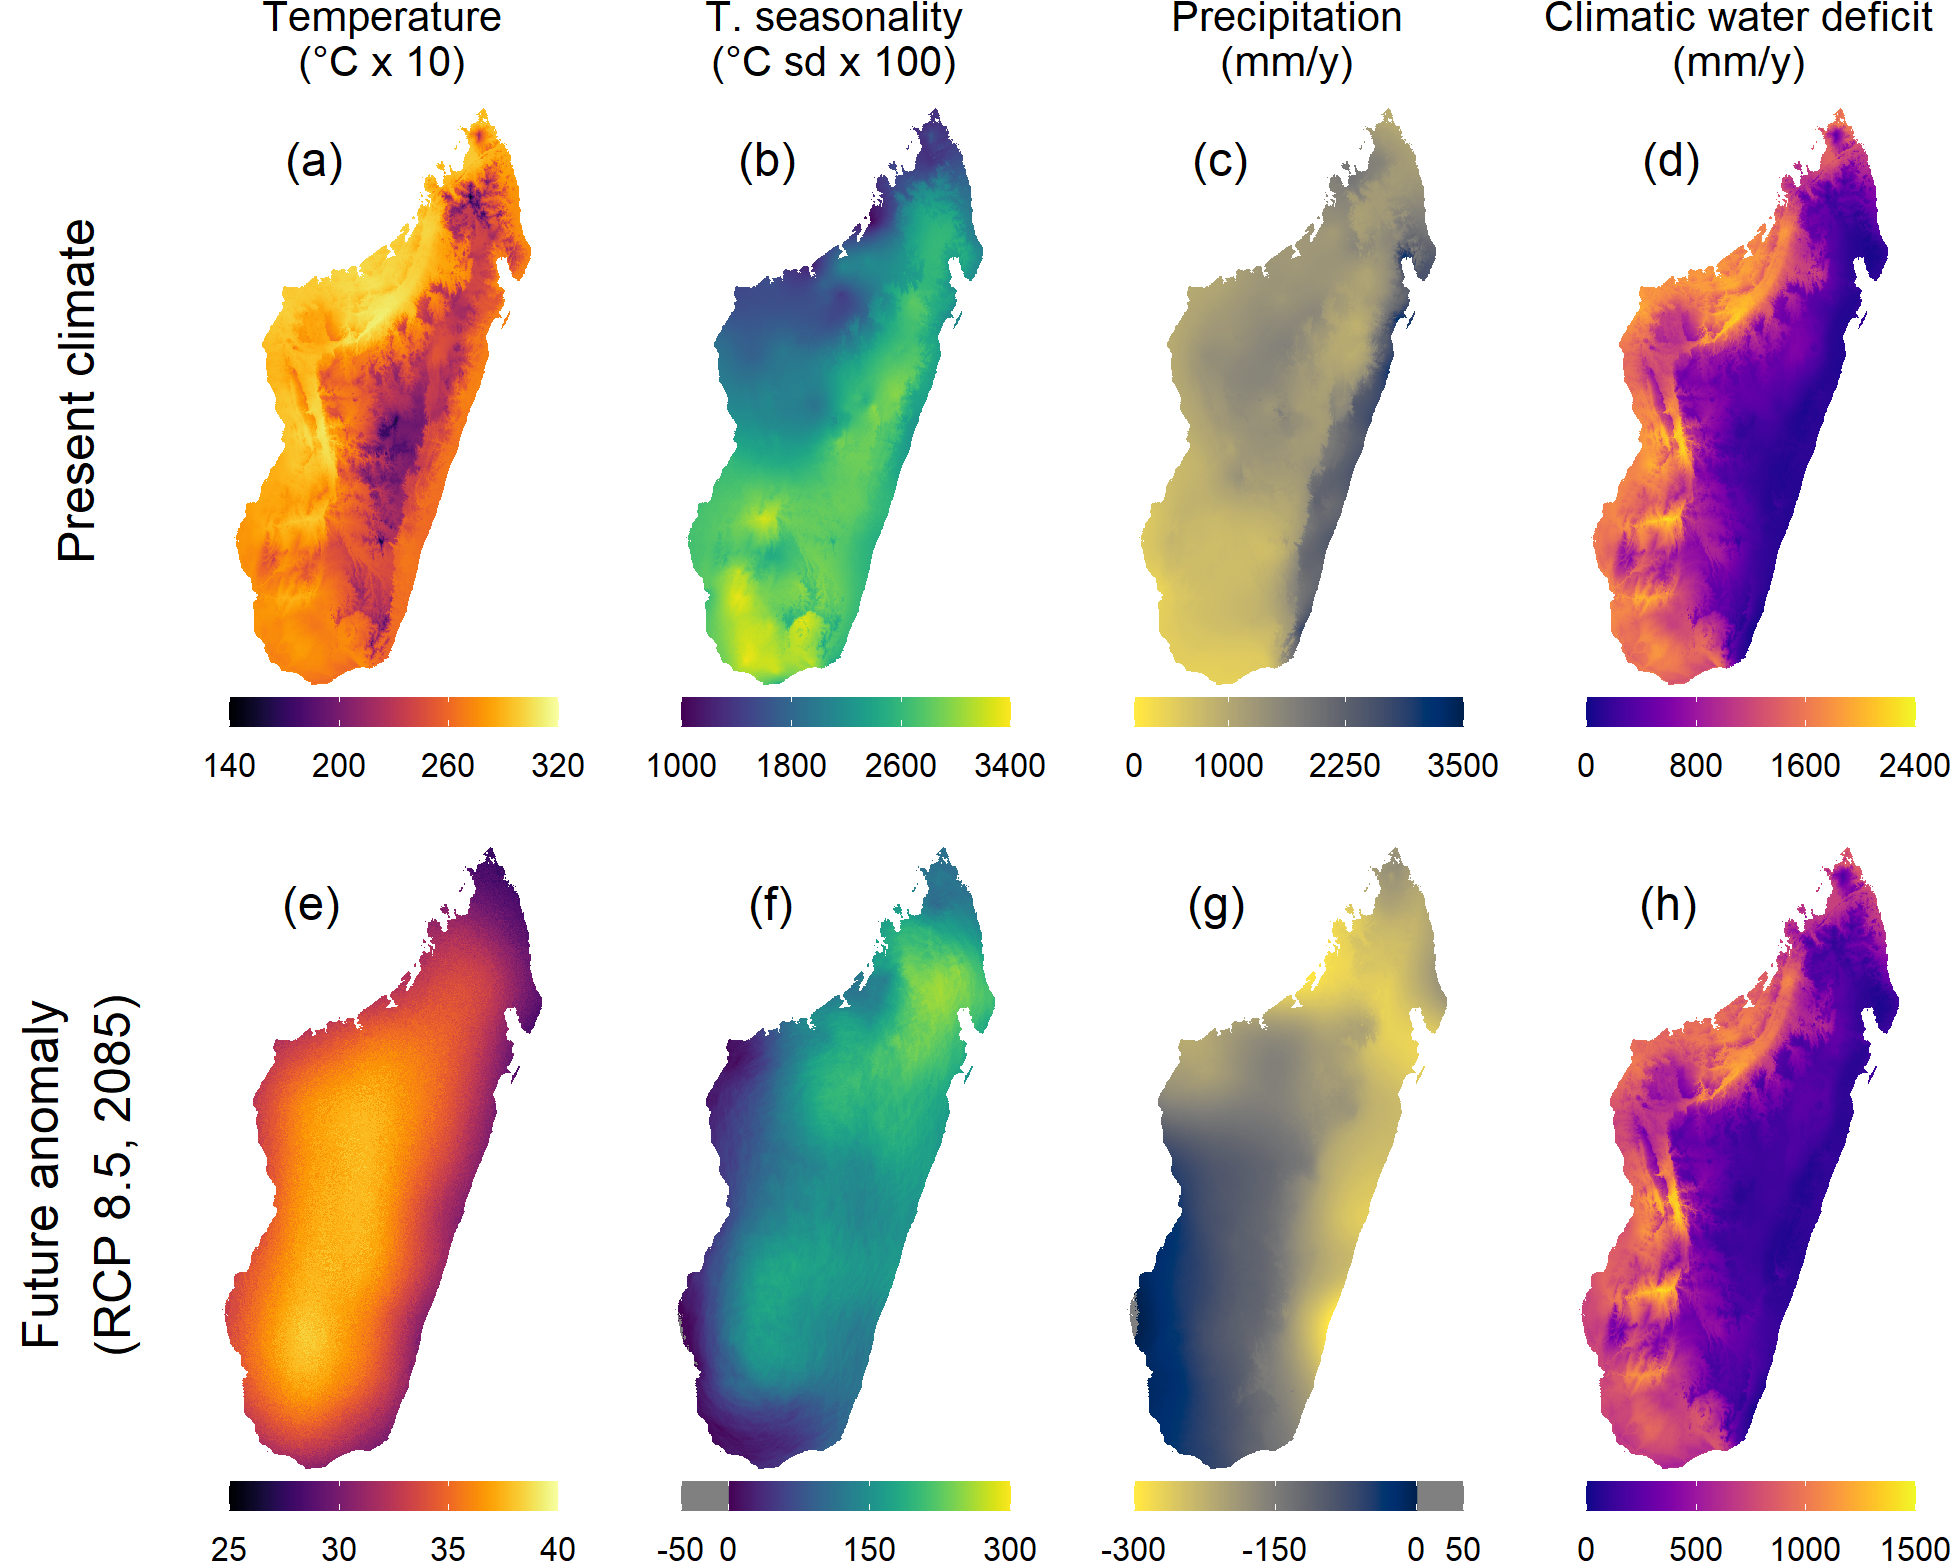 Temperature
(°C x 10)
T. seasonality
(°C sd x 100)
Precipitation
(mm/y)
Climatic water deficit
(mm/y)
Present climate
(a)
(b)
(c)
(d)
140 200 260 320
1000 1800 2600 3400
0 1000 2250 3500
0 800 1600 2400
Future anomaly
(RCP 8.5, 2085)
(e)
(f)
(g)
(h)
25 30 35 40
-50 0 150 300
-300 -150 0 50
0 500 1000 1500